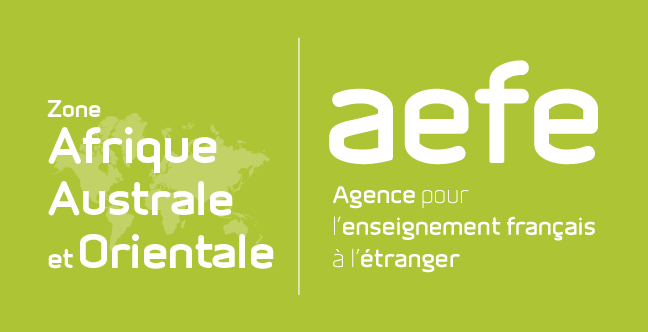 Zone
Afrique
Australe
et Orientale
aefe
Agence pour
l'enseignement français
à l'étranger